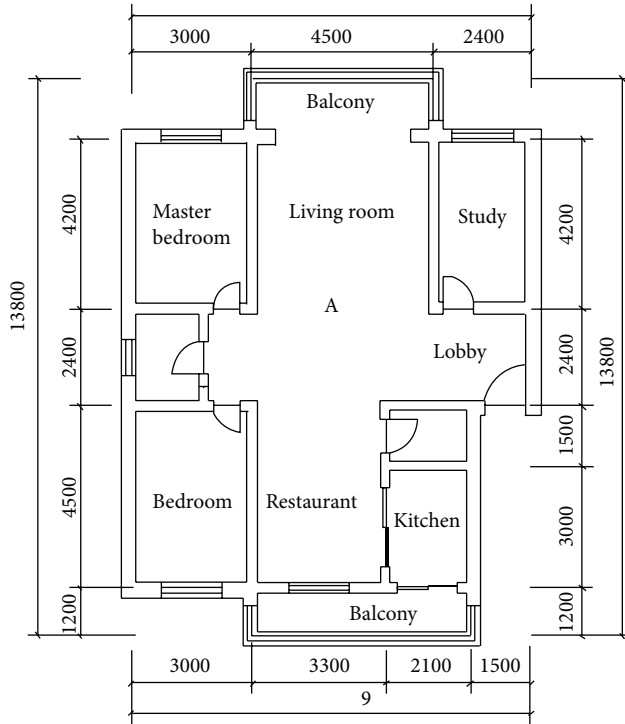 3000 4500 2400
Balcony
Master
bedroom
Living room
Study
4200
4200
13800
13800
A
Lobby
2400
2400
1500
Bedroom
Restaurant
Kitchen
4500
3000
Balcony
1200
1200
3000 3300 2100 1500
9